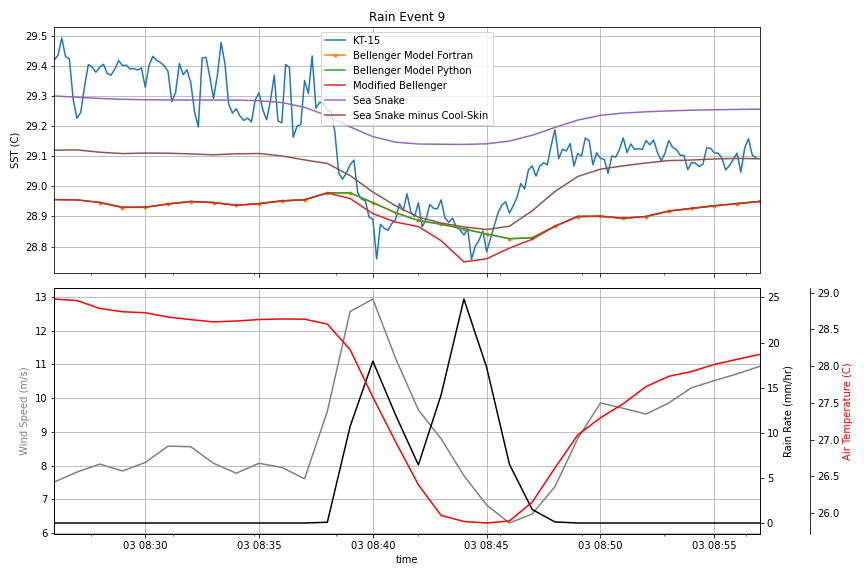 Rain Event 9
KT-15
Bellenger Model Fortran
Bellenger Model Python
Modified Bellenger
Sea Snake
Sea Snake minus Cool-Skin
SST (C)
29.5
29.4
29.3
29.2
29.1
29.0
28.9
28.8
Wind Speed (m/s)
13
12
11
10
9
8
7
6
25
20
15
10
5
0
Rain Rate (mm/hr)
29.0
28.5
28.0
27.5
27.0
26.5
26.0
Air Temperature (C)
03 08:30
03 08:35
03 08:40
03 08:45
03 08:50
03 08:55
time